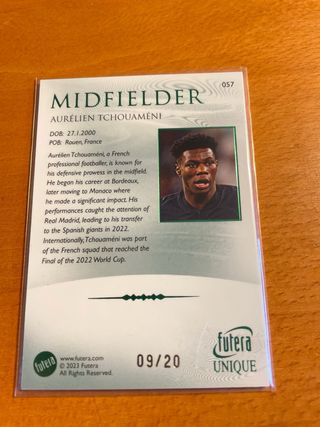 057
MIDFIELDER
AURÉLIEN TCHOUAMÉNI
DOB: 27.1.2000
POB: Rouen, France
Aurélien Tchouaméni, a French
professional footballer, is known for
his defensive prowess in the midfield.
He began his career at Bordeaux,
later moving to Monaco where
he made a significant impact. His
performances caught the attention of
Real Madrid, leading to his transfer
to the Spanish giants in 2022.
Internationally, Tchouaméni was part
of the French squad that reached the
Final of the 2022 World Cup.
futera
www.futera.com
© 2023 Futera
All Rights Reserved.
09/20
futera
UNIQUE